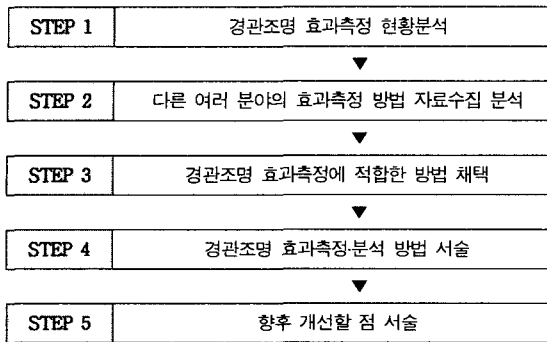 STEP 1 경관조명 효과측정 현황분석
▼
STEP 2 다른 여러 분야의 효과측정 방법 자료수집 분석
▼
STEP 3 경관조명 효과측정에 적합한 방법 채택
▼
STEP 4 경관조명 효과측정·분석 방법 서술
▼
STEP 5 향후 개선할 점 서술